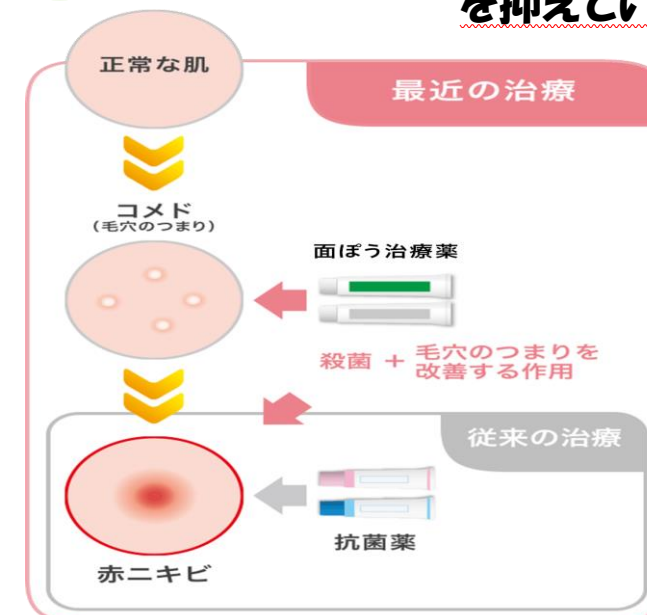 を抑えてい
正常な肌
最近の治療
コメド
(毛穴のつまり)
面ぽう治療薬
殺菌 + 毛穴のつまりを
改善する作用
従来の治療
抗菌薬
赤ニキビ